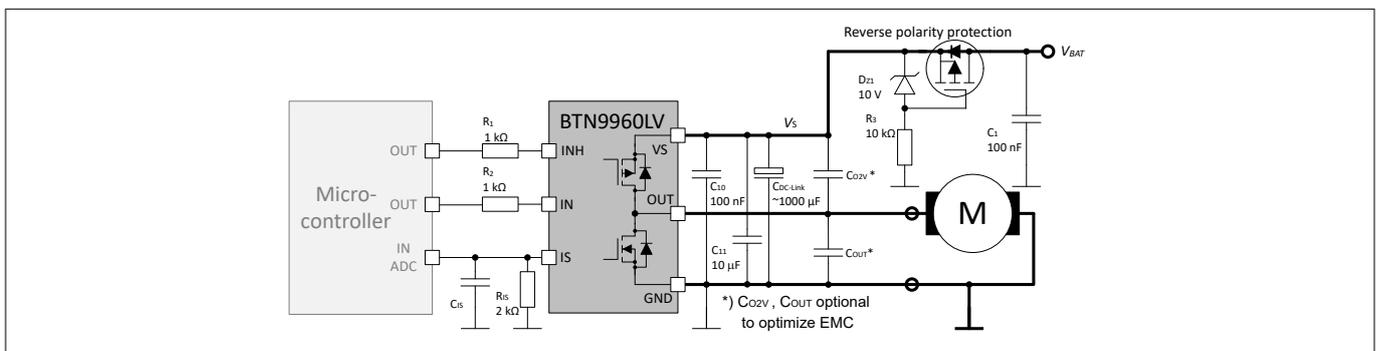 Reverse polarity protection
VBAT
DZ1
10 V
R3
10 kΩ
C1
100 nF
BTN9960LV
VS
VS
R1
1 kΩ
OUT
INH
R2
1 kΩ
OUT
IN
Micro-
controller
IN
ADC
IS
CIS
RIS
2 kΩ
OUT
GND
C10
100 nF
C11
10 µF
CDC-Link
~1000 µF
CO2V *
COUT*
M
*) CO2V , COUT optional
to optimize EMC